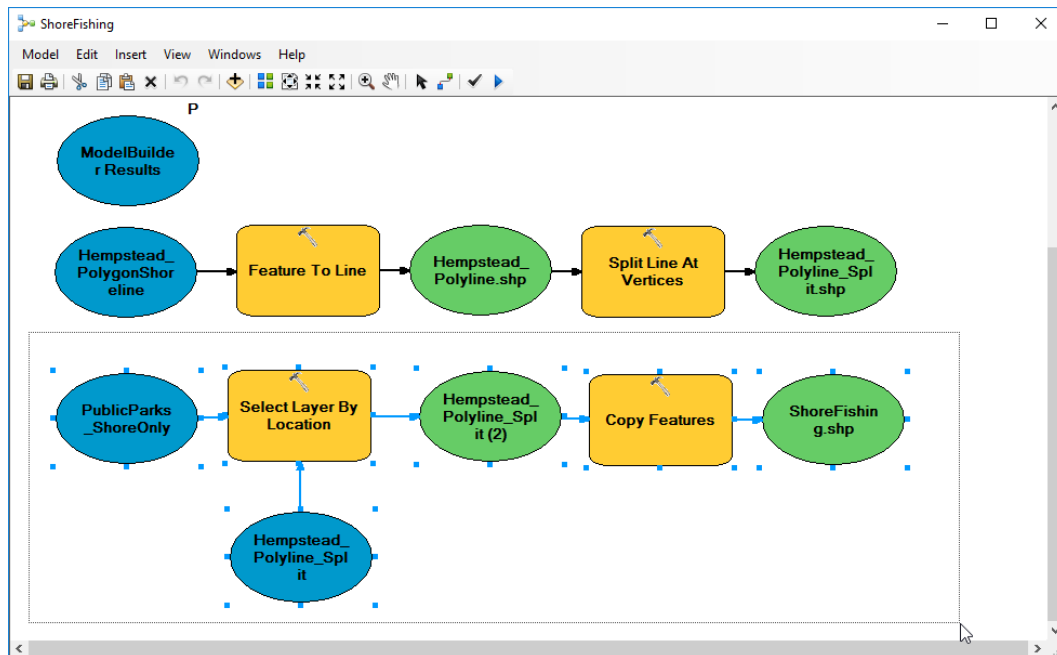 ShoreFishing
Model Edit Insert View Windows Help
P
ModelBuilde
r Results
Hempstead_
PolygonShor
eline
Feature To Line
Hempstead_
Polyline.shp
Split Line At
Vertices
Hempstead_
Polyline_Spl
it.shp
PublicParks
_ShoreOnly
Select Layer By
Location
Hempstead_
Polyline_Spl
it (2)
Copy Features
ShoreFishin
g.shp
Hempstead_
Polyline_Spl
it